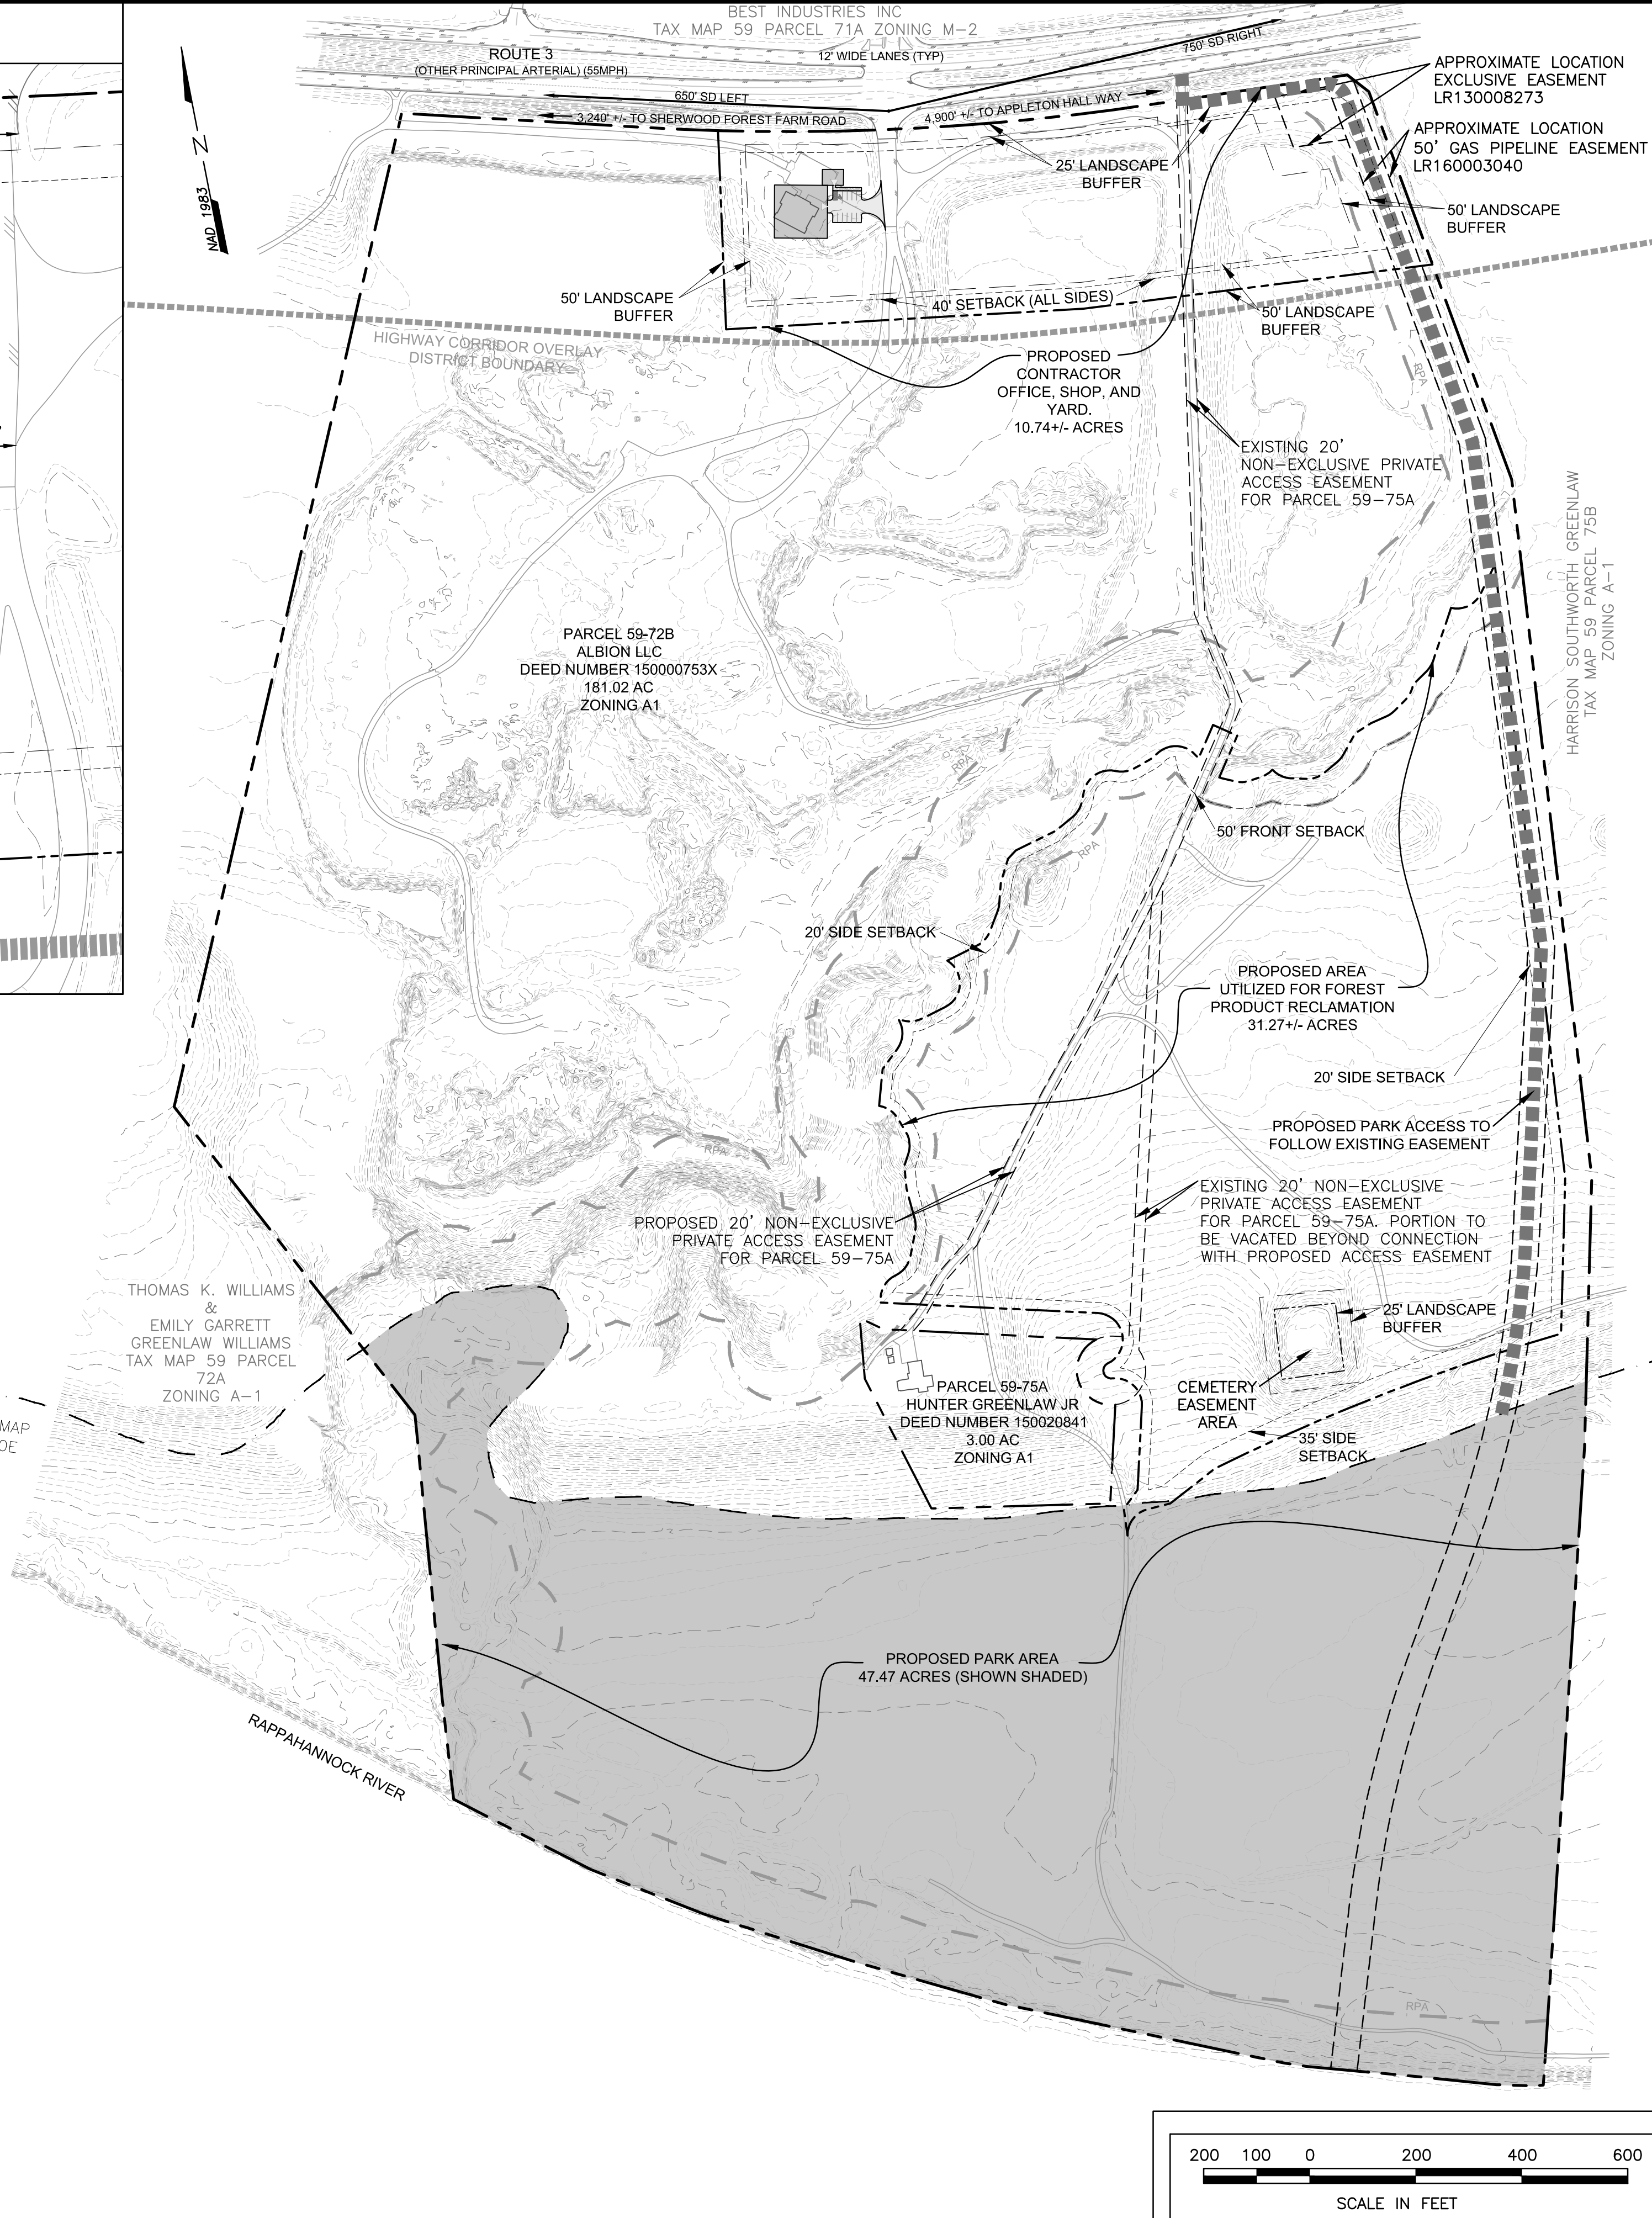 BEST INDUSTRIES INC
TAX MAP 59 PARCEL 71A ZONING M-2
ROUTE 3
(OTHER PRINCIPAL ARTERIAL) (55MPH)
12' WIDE LANES (TYP)
750' SD RIGHT
650' SD LEFT
3,240' +/- TO SHERWOOD FOREST FARM ROAD
4,900' +/- TO APPLETON HALL WAY
APPROXIMATE LOCATION
EXCLUSIVE EASEMENT
LR130008273
APPROXIMATE LOCATION
50' GAS PIPELINE EASEMENT
LR160003040
25' LANDSCAPE
BUFFER
50' LANDSCAPE
BUFFER
NAD 1983
N
50' LANDSCAPE
BUFFER
40' SETBACK (ALL SIDES)
50' LANDSCAPE
BUFFER
HIGHWAY CORRIDOR OVERLAY
DISTRICT BOUNDARY
PROPOSED
CONTRACTOR
OFFICE, SHOP, AND
YARD.
10.74+/- ACRES
RPA
EXISTING 20'
NON-EXCLUSIVE PRIVATE
ACCESS EASEMENT
FOR PARCEL 59-75A
HARRISON SOUTHWORTH GREENLAW
TAX MAP 59 PARCEL 75B
ZONING A-1
PARCEL 59-72B
ALBION LLC
DEED NUMBER 150000753X
181.02 AC
ZONING A1
RPA
50' FRONT SETBACK
RPA
20' SIDE SETBACK
PROPOSED AREA
UTILIZED FOR FOREST
PRODUCT RECLAMATION
31.27+/- ACRES
20' SIDE SETBACK
PROPOSED PARK ACCESS TO
FOLLOW EXISTING EASEMENT
RPA
EXISTING 20' NON-EXCLUSIVE
PRIVATE ACCESS EASEMENT
FOR PARCEL 59-75A. PORTION TO
BE VACATED BEYOND CONNECTION
WITH PROPOSED ACCESS EASEMENT
PROPOSED 20' NON-EXCLUSIVE
PRIVATE ACCESS EASEMENT
FOR PARCEL 59-75A
THOMAS K. WILLIAMS
&
EMILY GARRETT
GREENLAW WILLIAMS
TAX MAP 59 PARCEL
72A
ZONING A-1
25' LANDSCAPE
BUFFER
PARCEL 59-75A
HUNTER GREENLAW JR
DEED NUMBER 150020841
3.00 AC
ZONING A1
CEMETERY
EASEMENT
AREA
35' SIDE
SETBACK
MAP
OE
PROPOSED PARK AREA
47.47 ACRES (SHOWN SHADED)
RAPPAHANNOCK RIVER
RPA
200 100 0 200 400 600
SCALE IN FEET